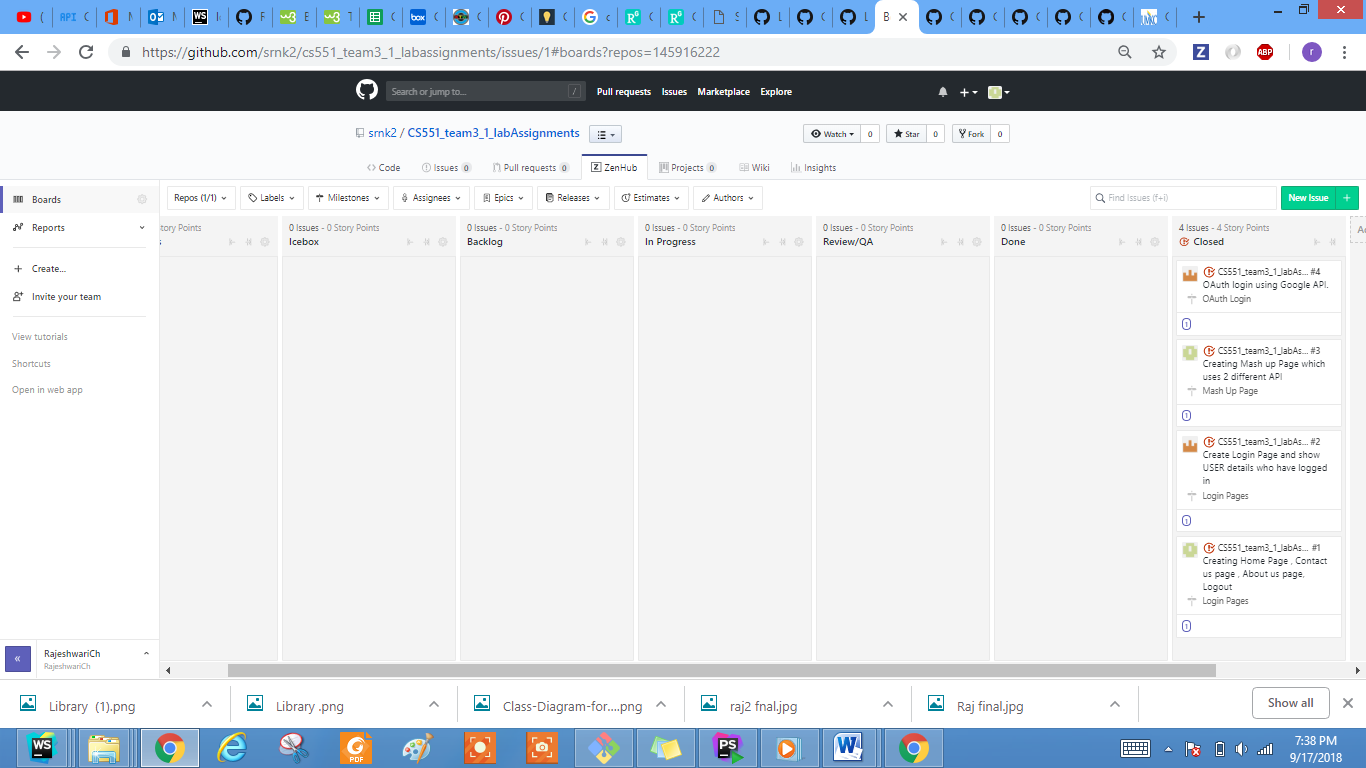 https://github.com/srnk2/cs551_team3_1_labassignments/issues/1#boards?repos=145916222
ABP
r
Search or jump to...
/
Pull requests
Issues
Marketplace
Explore
srnk2 / CS551_team3_1_labAssignments
Watch 0
Star 0
Fork 0
Code
Issues 0
Pull requests 0
ZenHub
Projects 0
Wiki
Insights
Boards
Reports
Create...
Invite your team
View tutorials
Shortcuts
Open in web app
RajeshwariCh
RajeshwariCh
Repos (1/1)
Labels
Milestones
Assignees
Epics
Releases
Estimates
Authors
Find Issues (f+i)
New Issue +
s - 0 Story Points
s
0 Issues - 0 Story Points
Icebox
0 Issues - 0 Story Points
Backlog
0 Issues - 0 Story Points
In Progress
0 Issues - 0 Story Points
Review/QA
0 Issues - 0 Story Points
Done
4 Issues - 4 Story Points
Closed
CS551_team3_1_labAs... #4
OAuth login using Google API.
OAuth Login
1
CS551_team3_1_labAs... #3
Creating Mash up Page which
uses 2 different API
Mash Up Page
1
CS551_team3_1_labAs... #2
Create Login Page and show
USER details who have logged
in
Login Pages
1
CS551_team3_1_labAs... #1
Creating Home Page , Contact
us page , About us page,
Logout
Login Pages
1
Library (1).png
Library .png
Class-Diagram-for....png
raj2 fnal.jpg
Raj final.jpg
Show all
WS
PDF
PS
W
7:38 PM
9/17/2018